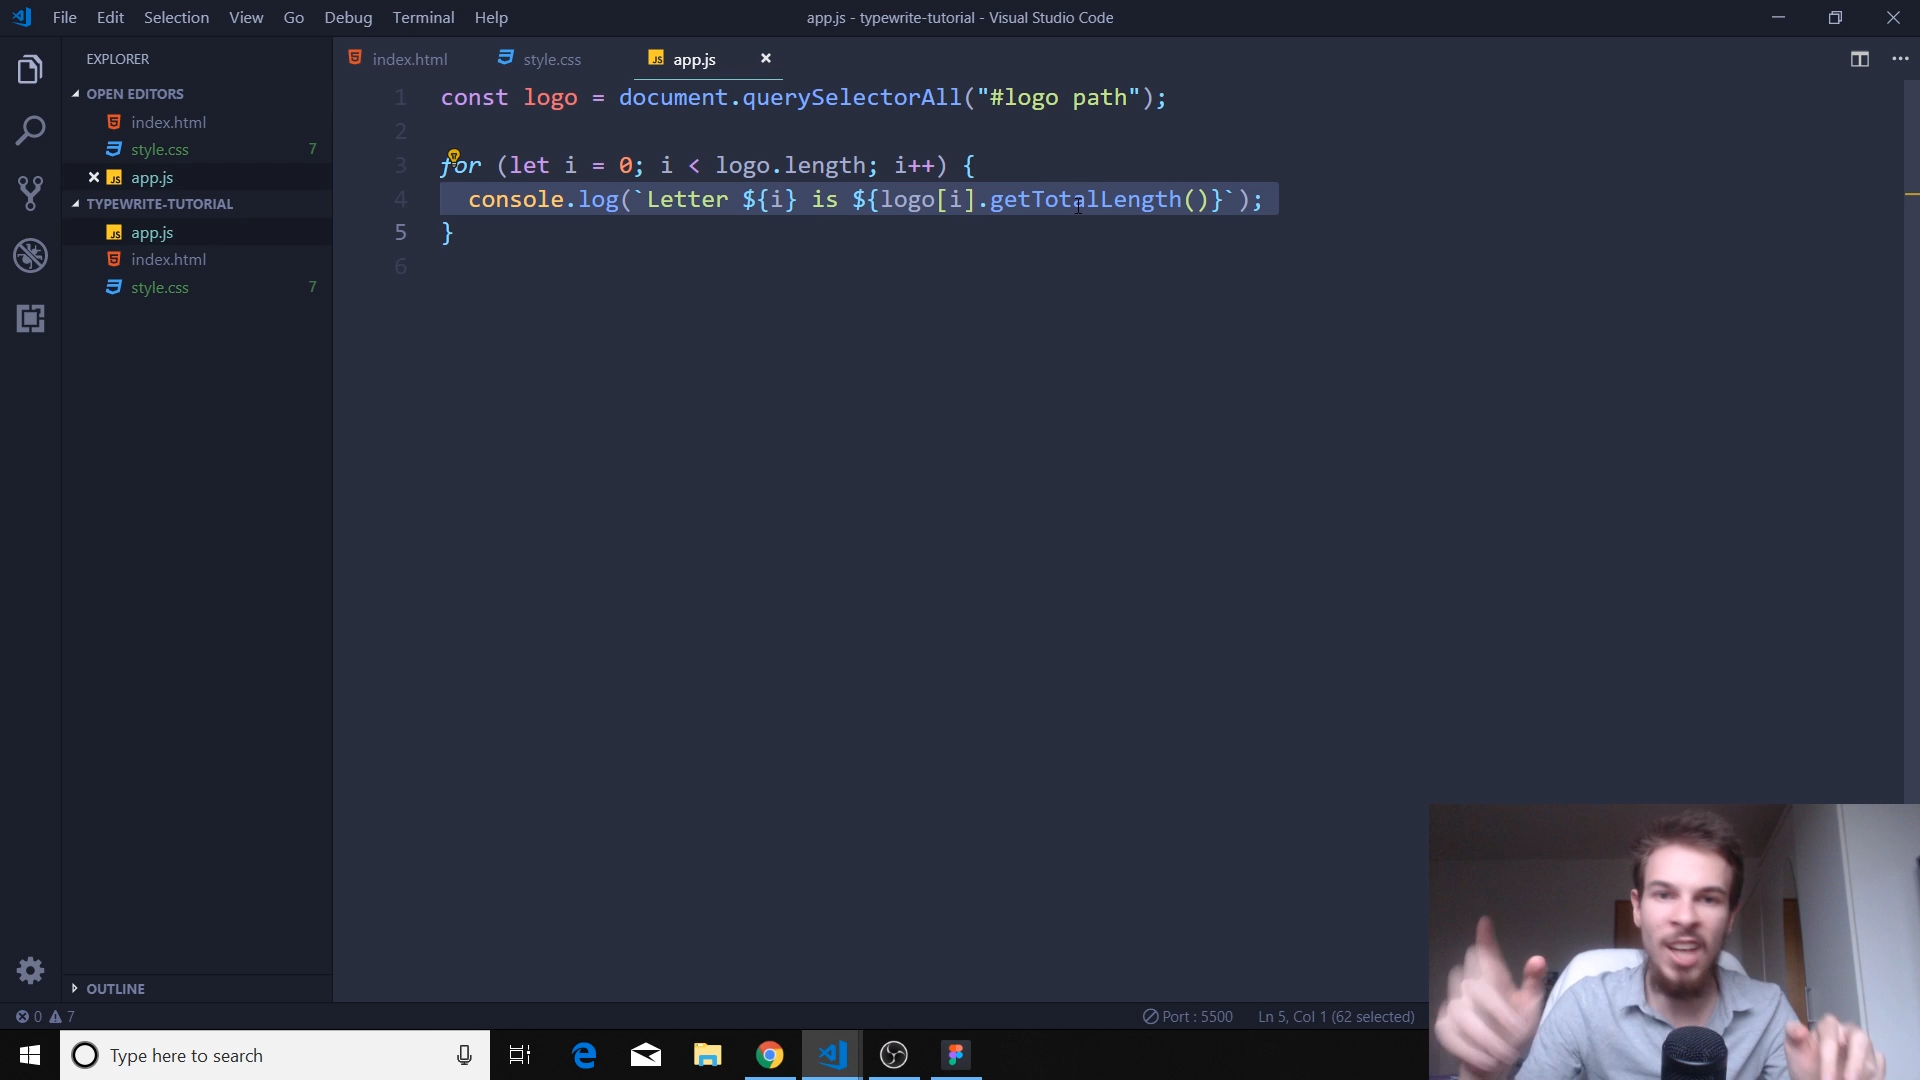 File Edit Selection View Go Debug Terminal Help
app.js - typewrite-tutorial - Visual Studio Code
EXPLORER
OPEN EDITORS
index.html
style.css 7
app.js
TYPEWRITE-TUTORIAL
app.js
index.html
style.css 7
OUTLINE
index.html style.css app.js
1 const logo = document.querySelectorAll("#logo path");
2
3 for (let i = 0; i < logo.length; i++) {
4 console.log(`Letter ${i} is ${logo[i].getTotalLength()}`);
5 }
6
0 7
Port : 5500 Ln 5, Col 1 (62 selected)
Type here to search